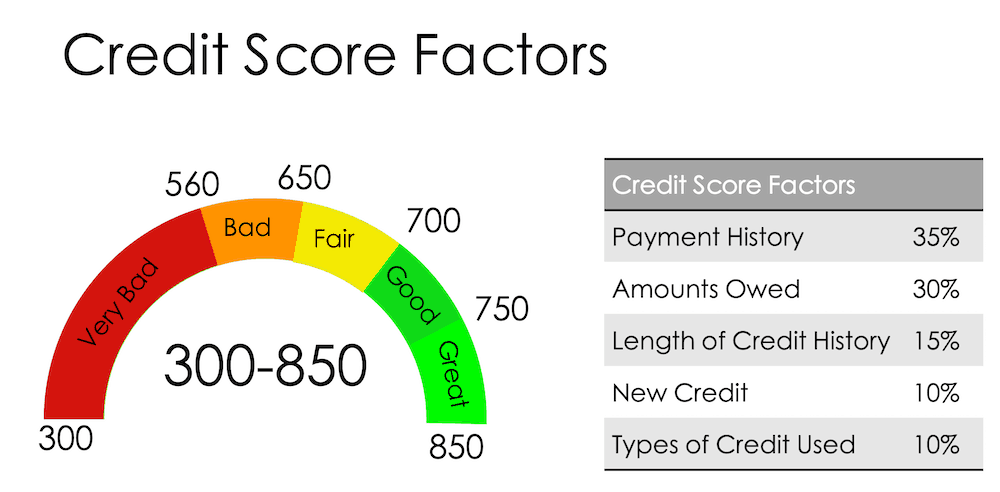 Credit Score Factors
560
650
700
750
Very Bad
Bad
Fair
Good
Great
300-850
300
850
Credit Score Factors
Payment History 35%
Amounts Owed 30%
Length of Credit History 15%
New Credit 10%
Types of Credit Used 10%